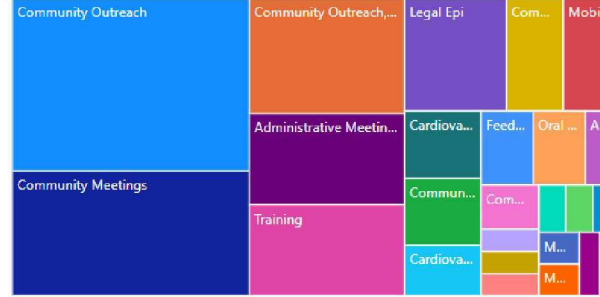 Community Outreach
Community Outreach,...
Legal Epi
Com...
Mobi
Administrative Meetin...
Cardiova...
Feed...
Oral ...
A
Community Meetings
Commun...
Com...
Training
Cardiova...
M...
M...